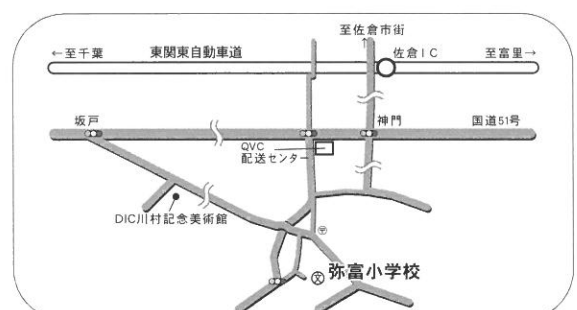 至佐倉市街
←至千葉
東関東自動車道
佐倉IC
至富里→
坂戸
神門
国道51号
QVC
配送センター
DIC川村記念美術館
〒
文
弥富小学校